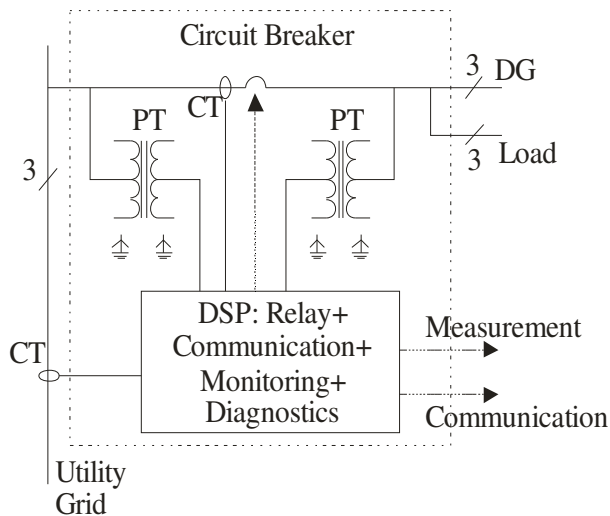 Circuit Breaker
3
DG
CT
PT
PT
3
Load
3
DSP: Relay+
Communication+
Monitoring+
Diagnostics
Measurement
CT
Communication
Utility
Grid